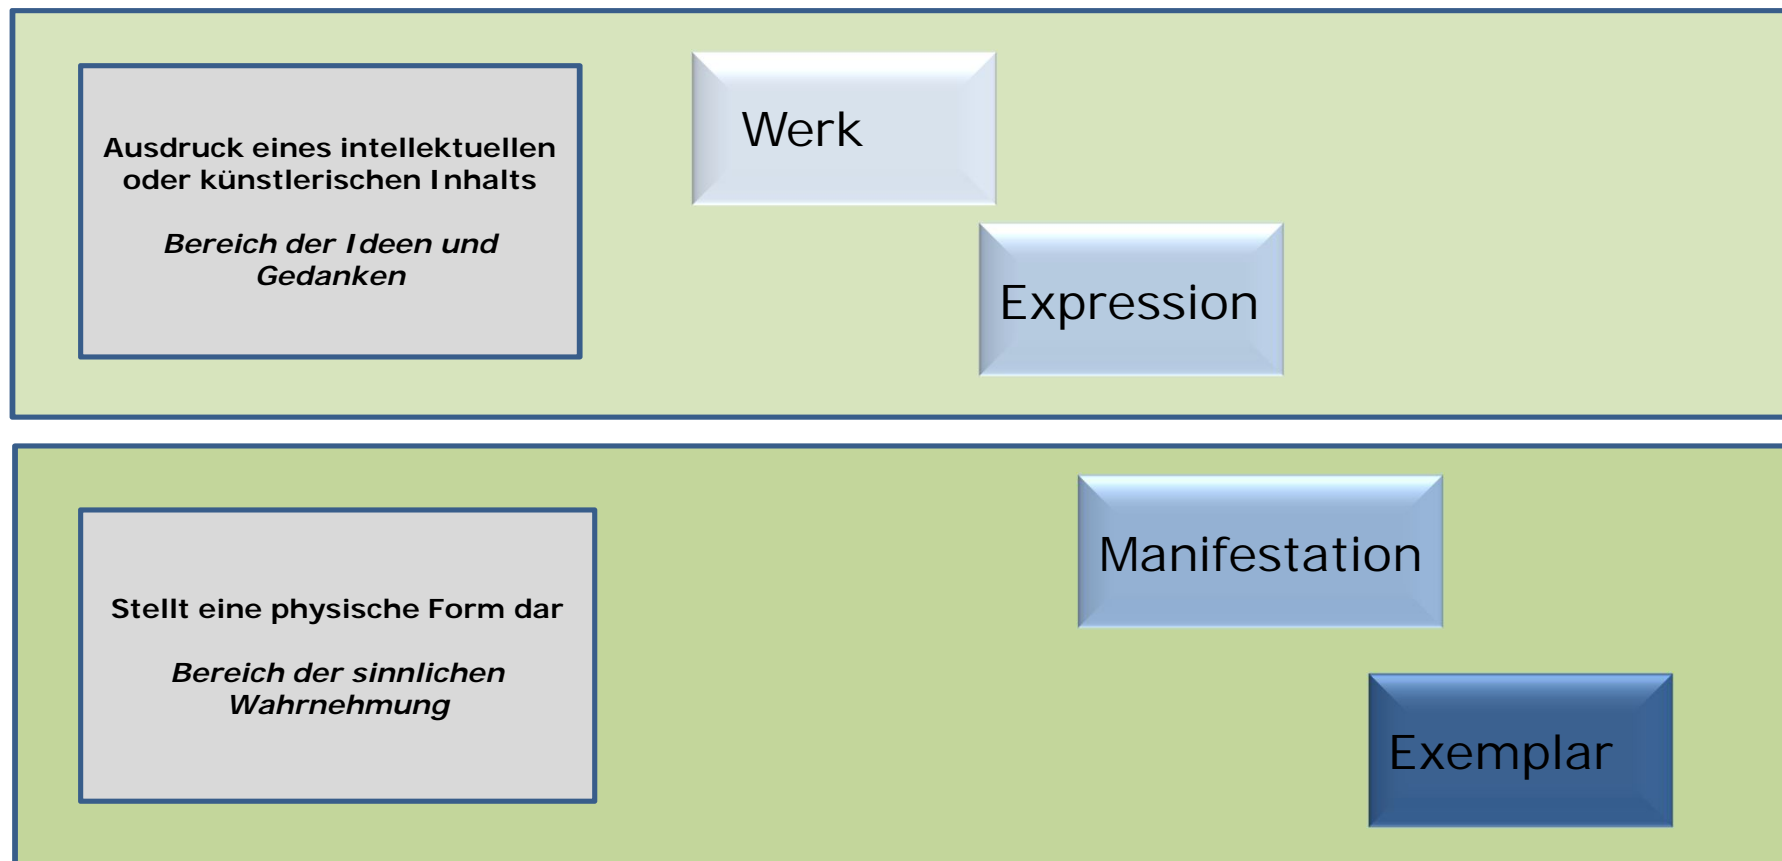 Ausdruck eines intellektuellen
oder künstlerischen Inhalts
Bereich der Ideen und
Gedanken
Werk
Expression
Stellt eine physische Form dar
Bereich der sinnlichen
Wahrnehmung
Manifestation
Exemplar